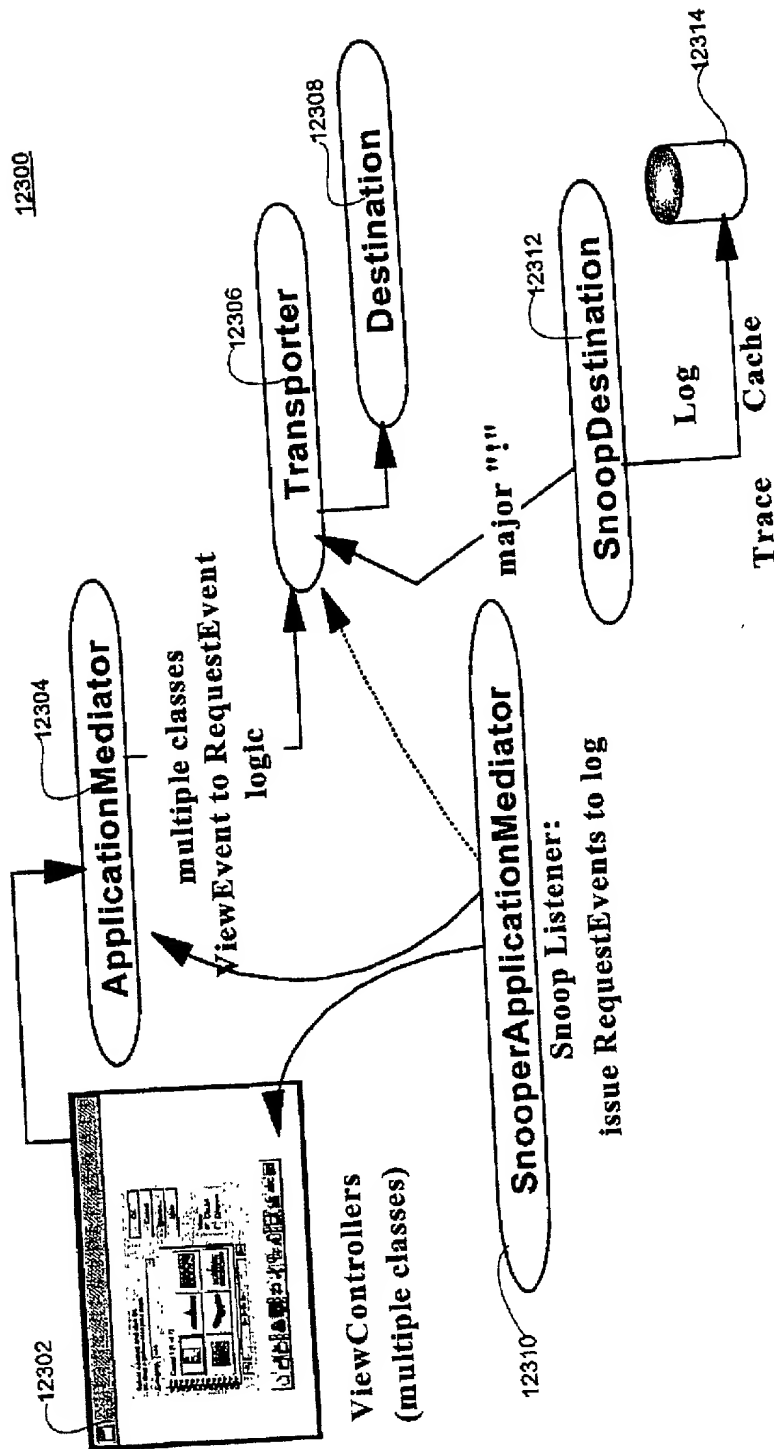 12300
12302
ViewControllers
(multiple classes)
12304
ApplicationMediator
multiple classes
ViewEvent to RequestEvent
logic
12306
Transporter
12308
Destination
12310
SnooperApplicationMediator
Snoop Listener:
issue RequestEvents to log
major "!"
12312
SnoopDestination
Log
Cache
Trace
12314